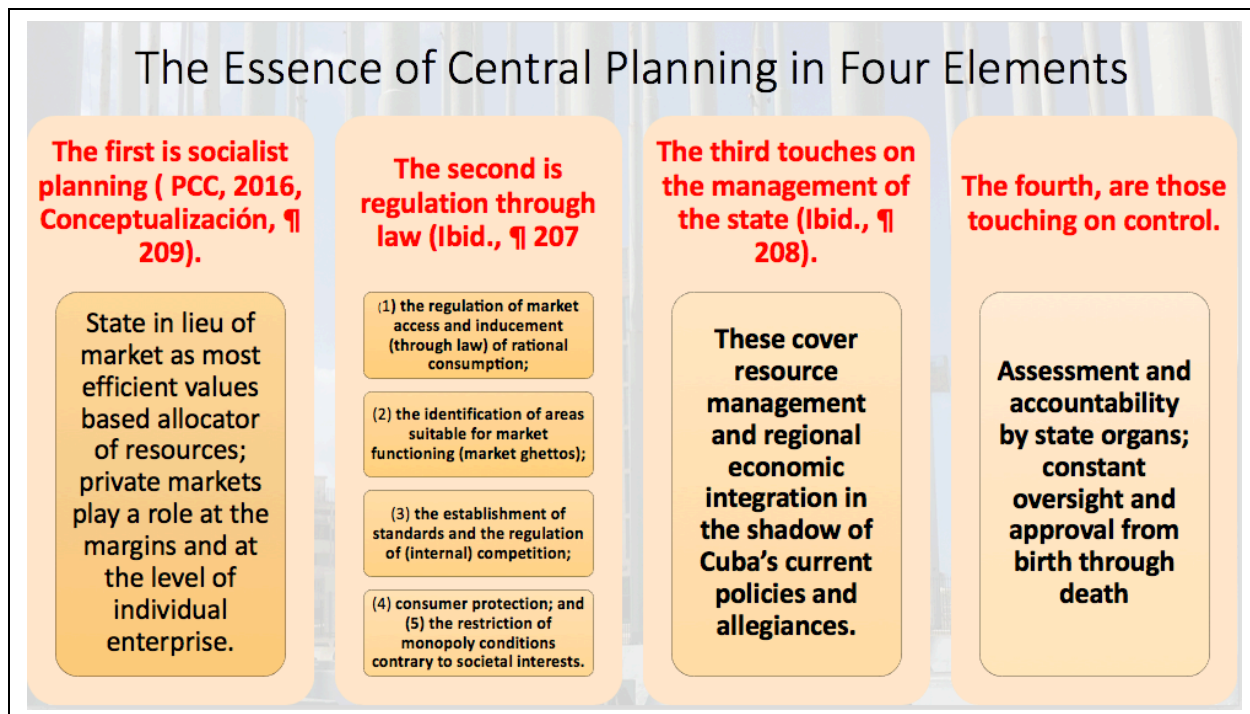 The Essence of Central Planning in Four Elements
The first is socialist
planning ( PCC, 2016,
Conceptualización, ¶
209).
State in lieu of
market as most
efficient values
based allocator
of resources;
private markets
play a role at the
margins and at
the level of
individual
enterprise.
The second is
regulation through
law (Ibid., ¶ 207
(1) the regulation of market
access and inducement
(through law) of rational
consumption;
(2) the identification of areas
suitable for market
functioning (market ghettos);
(3) the establishment of
standards and the regulation
of (internal) competition;
(4) consumer protection; and
(5) the restriction of
monopoly conditions
contrary to societal interests.
The third touches on
the management of
the state (Ibid., ¶
208).
These cover
resource
management
and regional
economic
integration in
the shadow of
Cuba’s current
policies and
allegiances.
The fourth, are those
touching on control.
Assessment and
accountability
by state organs;
constant
oversight and
approval from
birth through
death